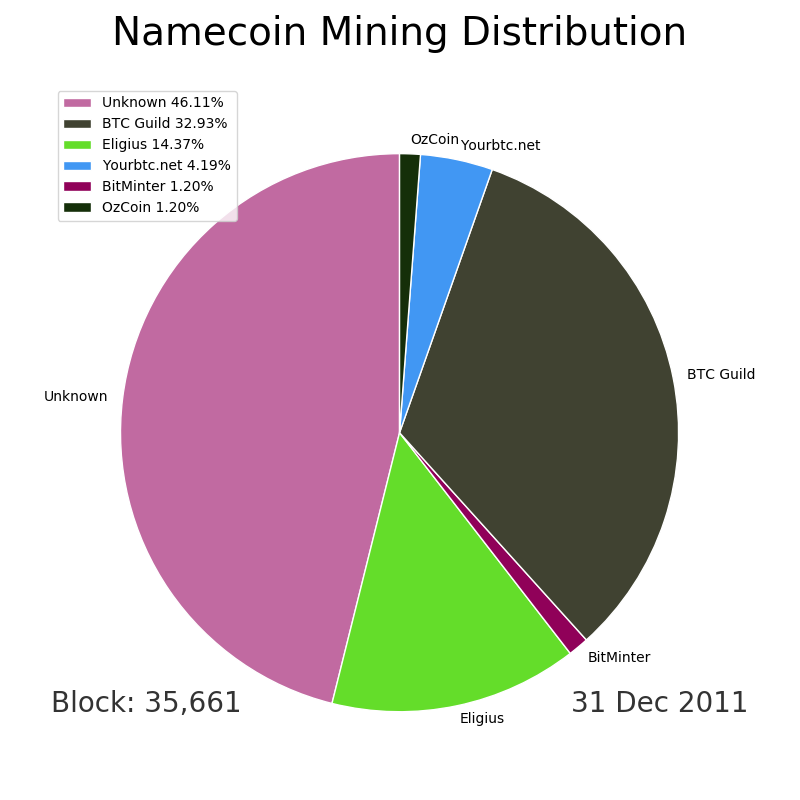 Namecoin Mining Distribution
Unknown 46.11%
BTC Guild 32.93%
Eligius 14.37%
Yourbtc.net 4.19%
BitMinter 1.20%
OzCoin 1.20%
OzCoin
Yourbtc.net
BTC Guild
Unknown
BitMinter
Eligius
Block: 35,661
31 Dec 2011